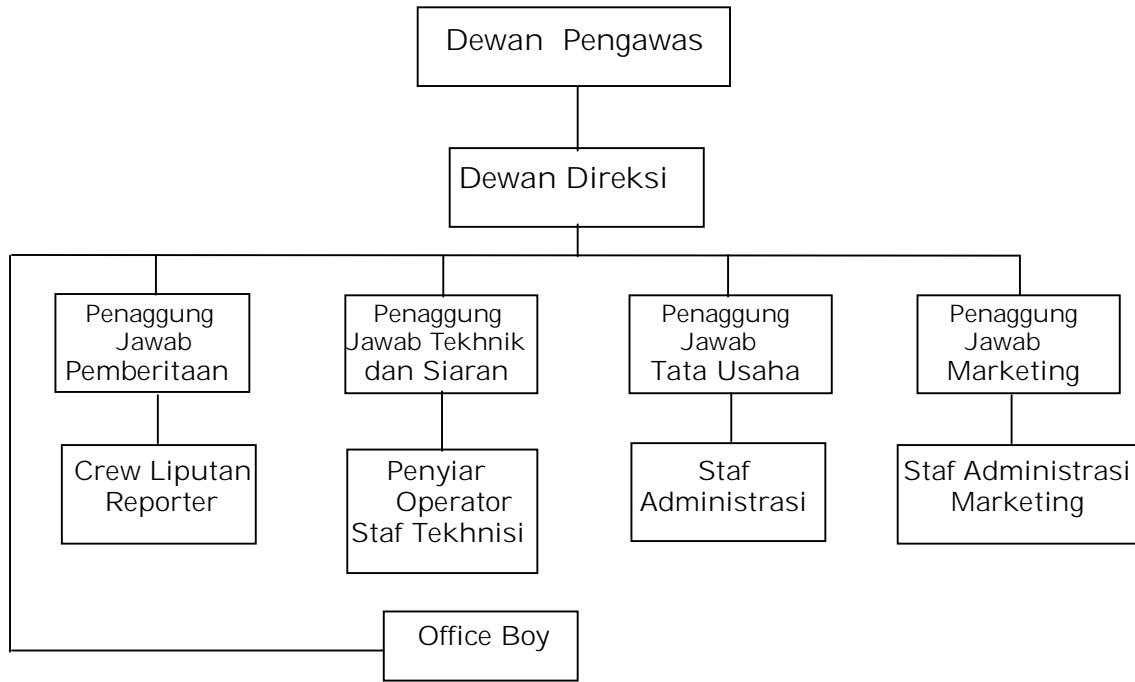 Dewan Pengawas
Dewan Direksi
Penaggung
Jawab
Pemberitaan
Penaggung
Jawab Tekhnik
dan Siaran
Penaggung
Jawab
Tata Usaha
Penaggung
Jawab
Marketing
Crew Liputan
Reporter
Penyiar
Operator
Staf Tekhnisi
Staf
Administrasi
Staf Administrasi
Marketing
Office Boy